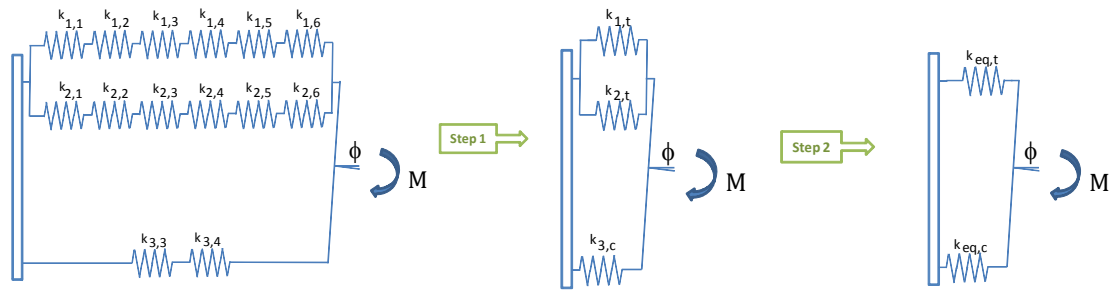 k1,1 k1,2 k1,3 k1,4 k1,5 k1,6
k2,1 k2,2 k2,3 k2,4 k2,5 k2,6
k3,3 k3,4
ϕ
M
Step 1
k1,t
k2,t
k3,c
ϕ
M
Step 2
keq,t
keq,c
ϕ
M